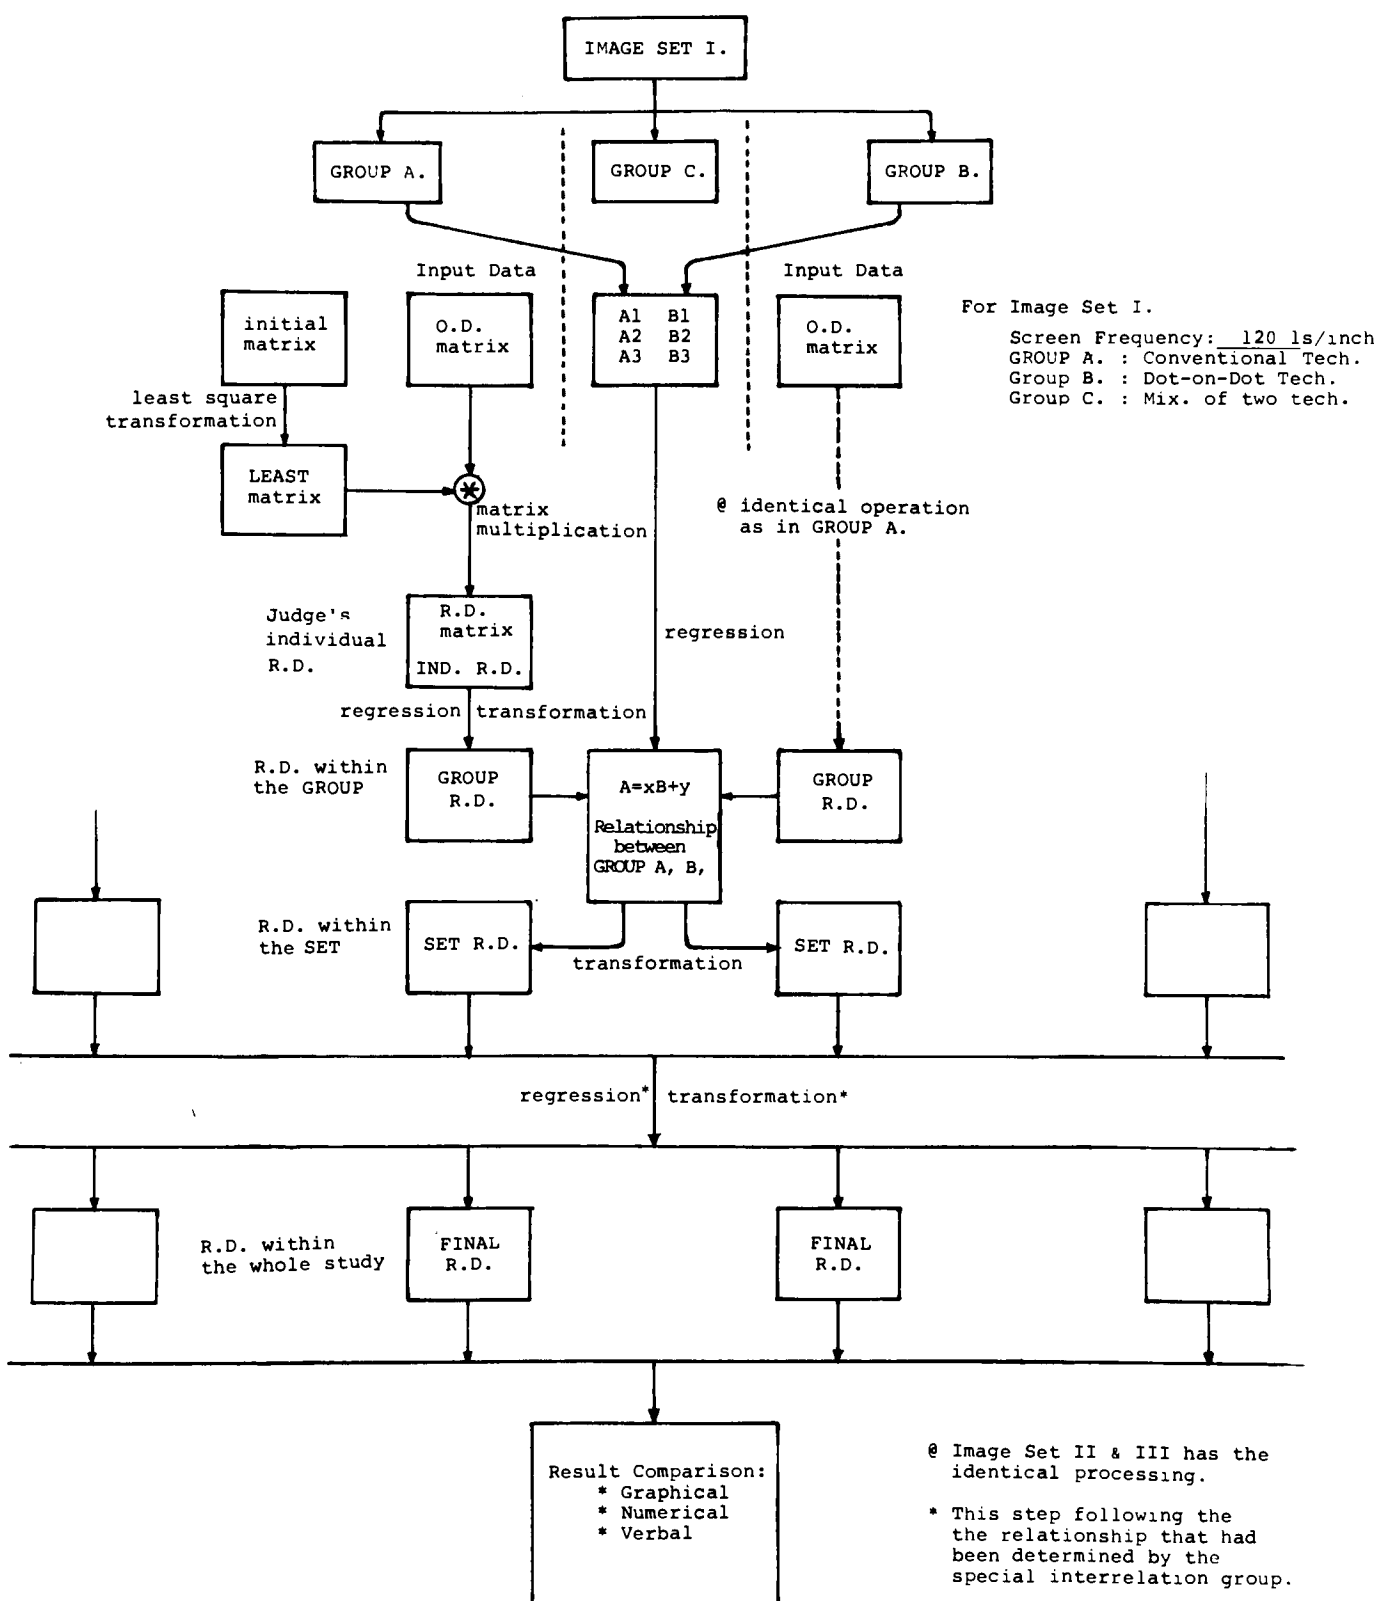 IMAGE SET I.
GROUP A.
GROUP C.
GROUP B.
Input Data
Input Data
initial
matrix
O.D.
matrix
A1 B1
A2 B2
A3 B3
O.D.
matrix
For Image Set I.
Screen Frequency: 120 ls/inch
GROUP A. : Conventional Tech.
Group B. : Dot-on-Dot Tech.
Group C. : Mix. of two tech.
least square
transformation
LEAST
matrix
*
matrix
multiplication
@ identical operation
as in GROUP A.
Judge's
individual
R.D.
R.D.
matrix
IND. R.D.
regression
regression transformation
R.D. within
the GROUP
GROUP
R.D.
A=xB+y
Relationship
between
GROUP A, B,
GROUP
R.D.
R.D. within
the SET
SET R.D.
transformation
SET R.D.
regression* transformation*
R.D. within
the whole study
FINAL
R.D.
FINAL
R.D.
Result Comparison:
* Graphical
* Numerical
* Verbal
@ Image Set II & III has the
identical processing.
* This step following the
the relationship that had
been determined by the
special interrelation group.